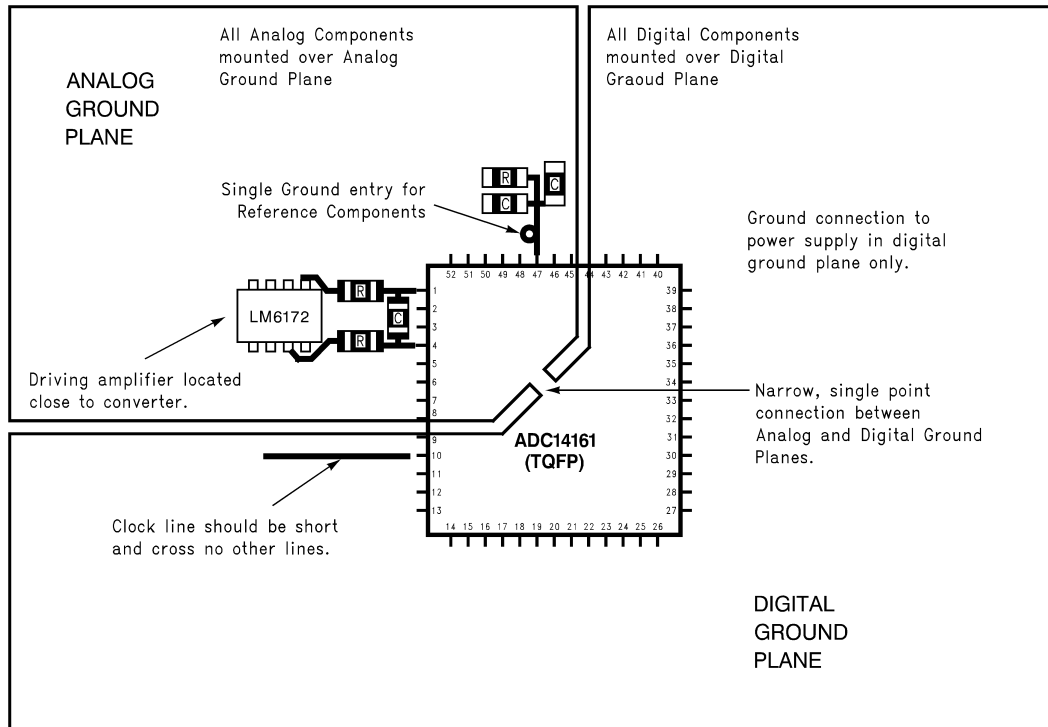 All Analog Components
mounted over Analog
Ground Plane
All Digital Components
mounted over Digital
Graoud Plane
ANALOG
GROUND
PLANE
R
C
C
Single Ground entry for
Reference Components
Ground connection to
power supply in digital
ground plane only.
52 51 50 49 48 47 46 45 44 43 42 41 40
LM6172
R
C
R
1
2
3
4
5
6
7
8
9
10
11
12
13
39
38
37
36
35
34
33
32
31
30
29
28
27
Driving amplifier located
close to converter.
Narrow, single point
connection between
Analog and Digital Ground
Planes.
ADC14161
(TQFP)
Clock line should be short
and cross no other lines.
14 15 16 17 18 19 20 21 22 23 24 25 26
DIGITAL
GROUND
PLANE